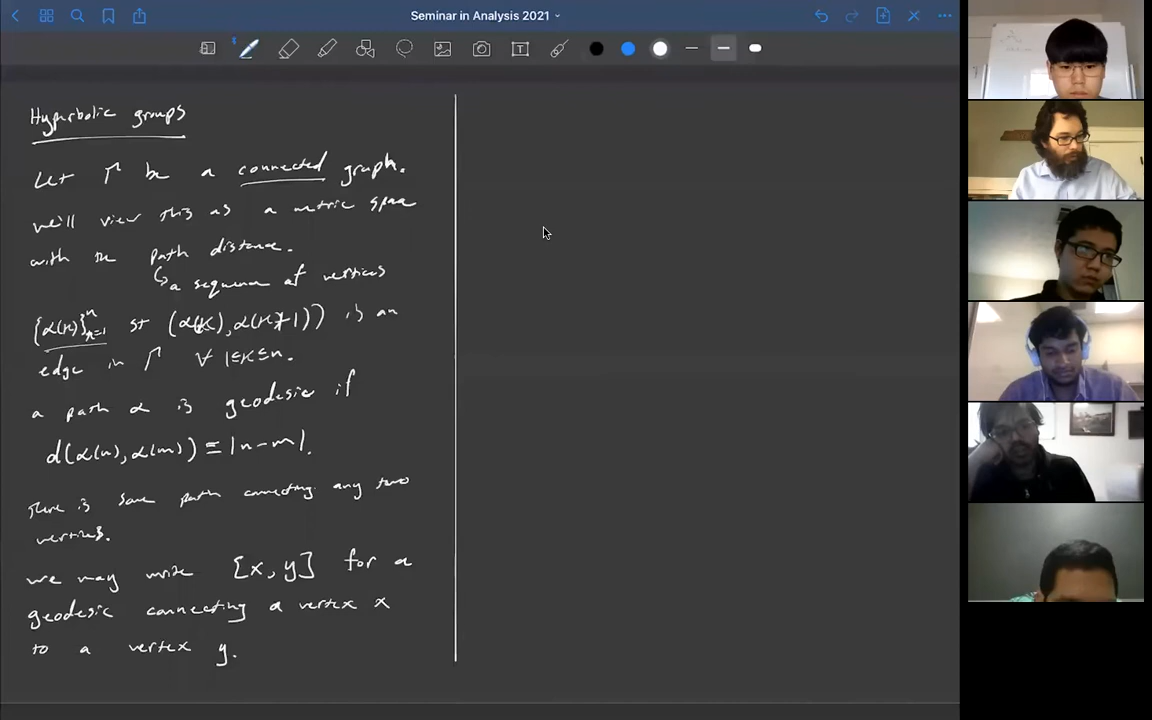 Seminar in Analysis 2021
Hyperbolic groups
Let Γ be a connected graph.
we'll view this as a metric space
with the path distance.
↳ a sequence of vertices
{α(k)}ⁿₖ₌₁ st (α(k), α(k+1)) is an
edge in Γ ∀ 1≤k≤n.
a path α is geodesic if
d(α(n), α(m)) = |n-m|.
There is some path connecting any two
vertices.
we may write [x, y] for a
geodesic connecting a vertex x
to a vertex y.